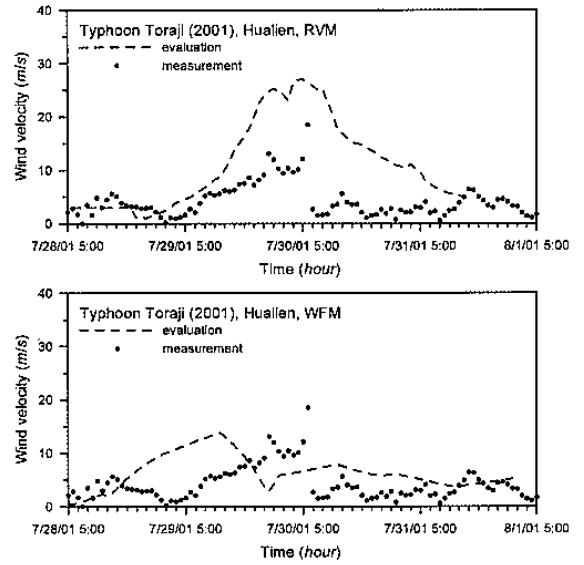 Typhoon Toraji (2001), Hualien, RVM
evaluation
measurement
Wind velocity (m/s)
40
30
20
10
0
7/28/01 5:00 7/29/01 5:00 7/30/01 5:00 7/31/01 5:00 8/1/01 5:00
Time (hour)
Typhoon Toraji (2001), Hualien, WFM
evaluation
measurement
Wind velocity (m/s)
40
30
20
10
0
7/28/01 5:00 7/29/01 5:00 7/30/01 5:00 7/31/01 5:00 8/1/01 5:00
Time (hour)